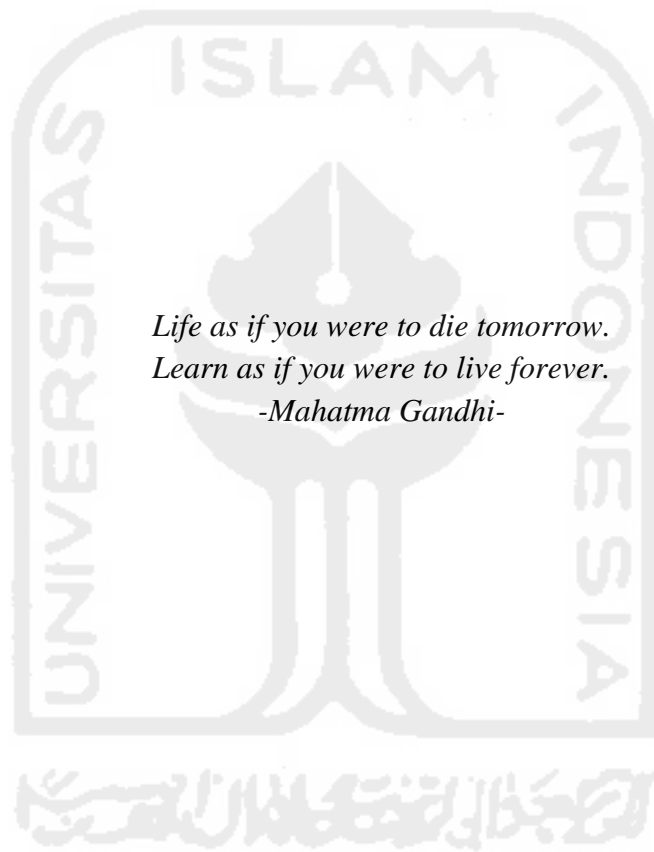 ISLAM
UNIVERSITAS
INDONESIA
Life as if you were to die tomorrow.
Learn as if you were to live forever.
-Mahatma Gandhi-